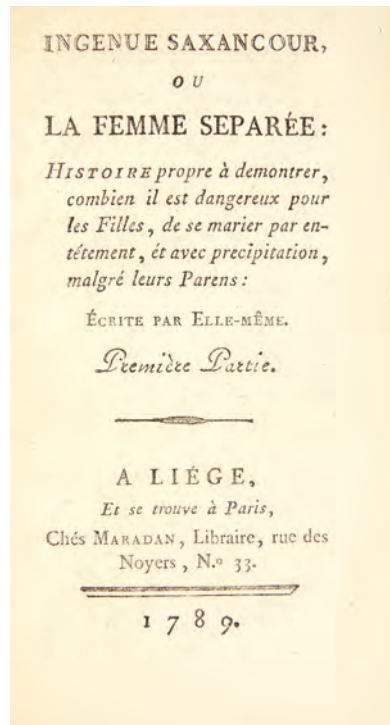 INGENUE SAXANCOUR,
OU
LA FEMME SEPARÉE:
HISTOIRE propre à demontrer,
combien il est dangereux pour
les Filles, de se marier par en-
têtement, ét avec precipitation,
malgré leurs Parens:
ÉCRITE PAR ELLE-MÊME.
Première Partie.
A LIÉGE,
Et se trouve à Paris,
Chés MARADAN, Libraire, rue des
Noyers, N.o 33.
1789.